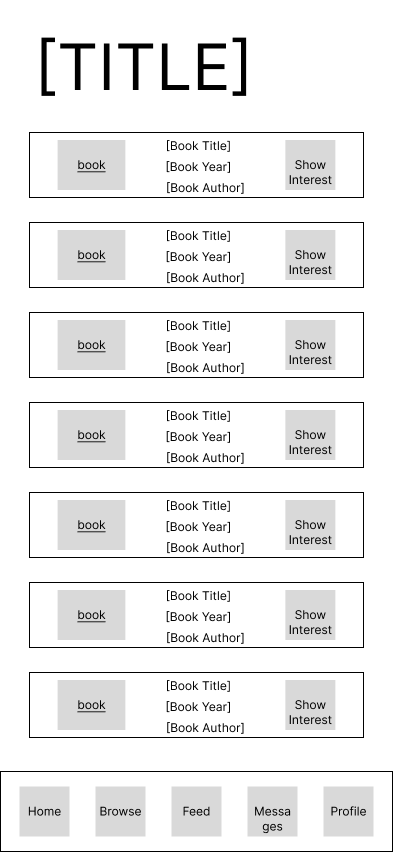 [TITLE]
book
[Book Title]
[Book Year]
[Book Author]
Show
Interest
book
[Book Title]
[Book Year]
[Book Author]
Show
Interest
book
[Book Title]
[Book Year]
[Book Author]
Show
Interest
book
[Book Title]
[Book Year]
[Book Author]
Show
Interest
book
[Book Title]
[Book Year]
[Book Author]
Show
Interest
book
[Book Title]
[Book Year]
[Book Author]
Show
Interest
book
[Book Title]
[Book Year]
[Book Author]
Show
Interest
Home
Browse
Feed
Messa
ges
Profile